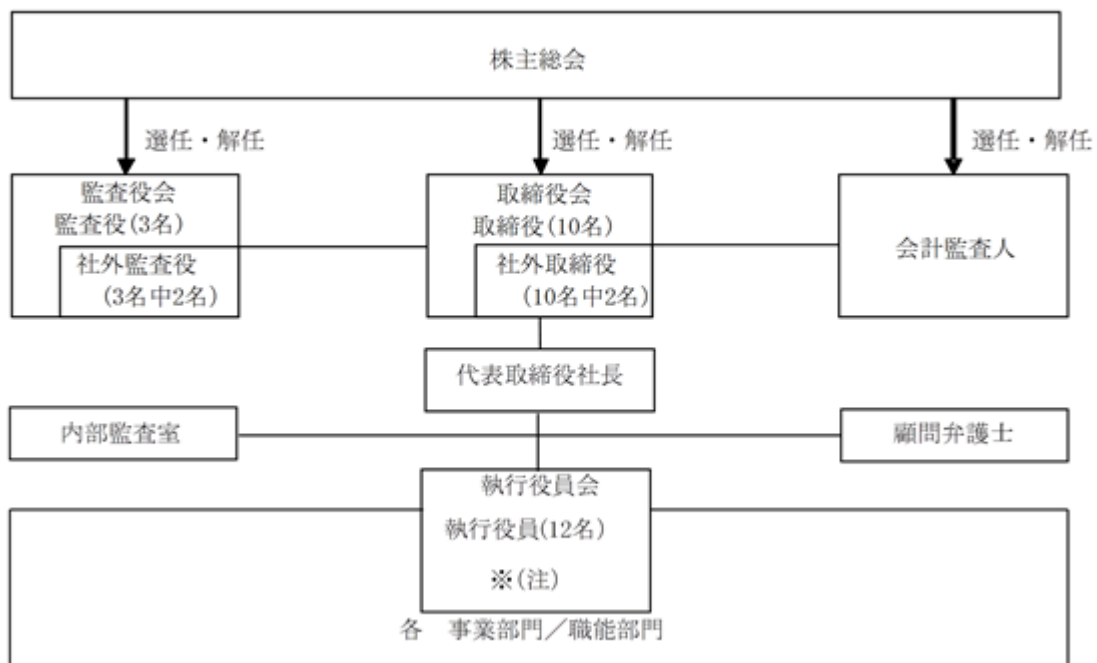 株主総会
選任・解任
選任・解任
選任・解任
監査役会
監査役(3名)
社外監査役
(3名中2名)
取締役会
取締役(10名)
社外取締役
(10名中2名)
会計監査人
代表取締役社長
内部監査室
顧問弁護士
執行役員会
執行役員(12名)
※(注)
各　事業部門／職能部門